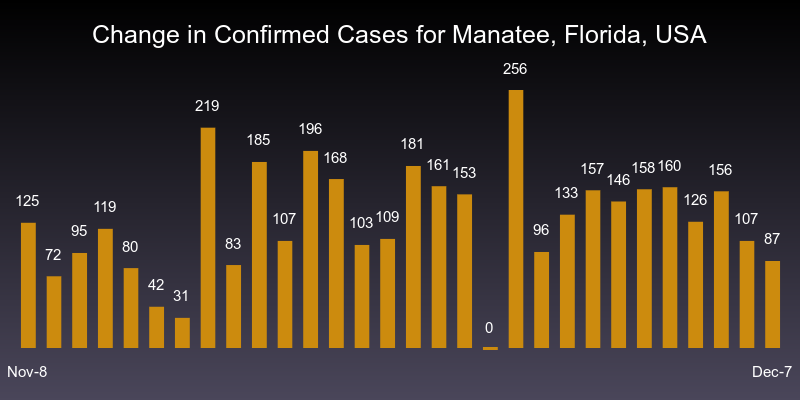 Change in Confirmed Cases for Manatee, Florida, USA
125 72 95 119 80 42 31 219 83 185 107 196 168 103 109 181 161 153 0 256 96 133 157 146 158 160 126 156 107 87
Nov-8 Dec-7